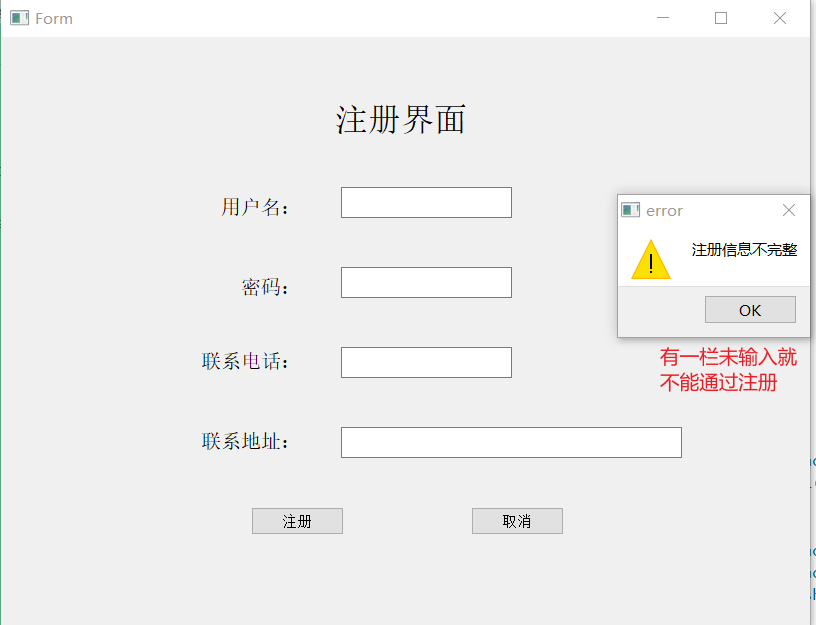 Form
注册界面
用户名：
密码：
联系电话：
联系地址：
注册
取消
error
注册信息不完整
OK
有一栏未输入就
不能通过注册